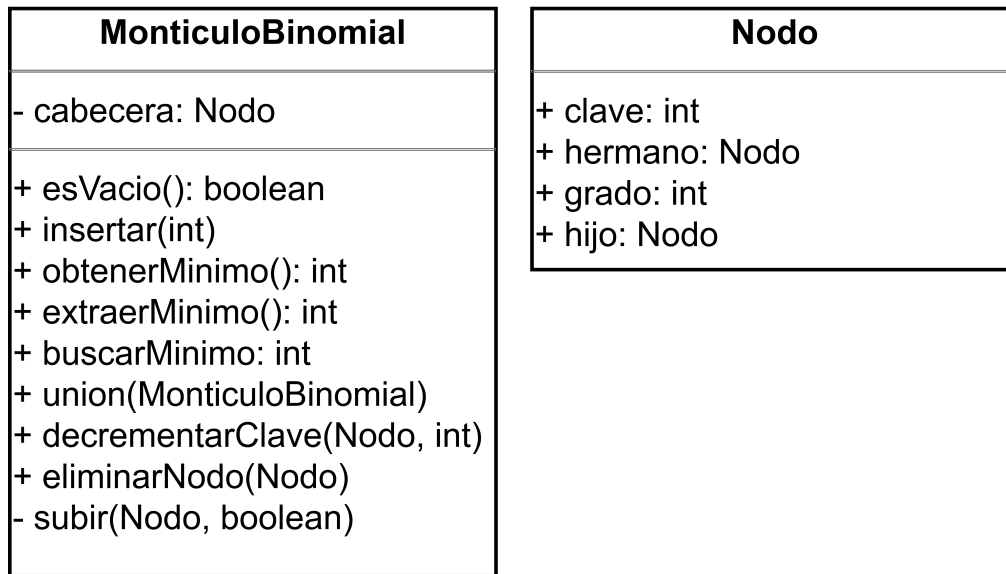 MonticuloBinomial
- cabecera: Nodo
+ esVacio(): boolean
+ insertar(int)
+ obtenerMinimo(): int
+ extraerMinimo(): int
+ buscarMinimo: int
+ union(MonticuloBinomial)
+ decrementarClave(Nodo, int)
+ eliminarNodo(Nodo)
- subir(Nodo, boolean)
Nodo
+ clave: int
+ hermano: Nodo
+ grado: int
+ hijo: Nodo